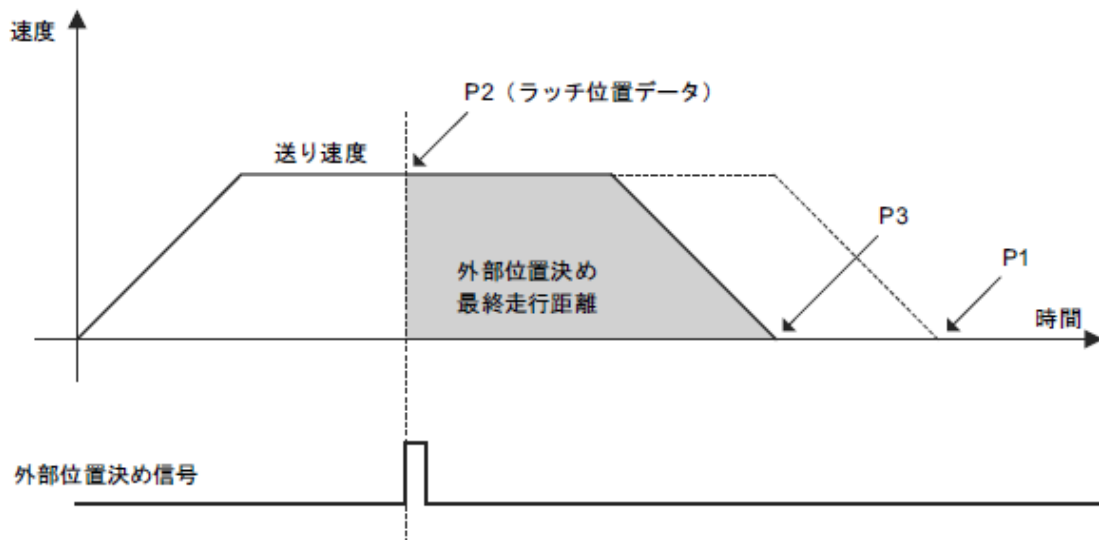 速度
P2（ラッチ位置データ）
送り速度
P3
外部位置決め
最終走行距離
P1
時間
外部位置決め信号